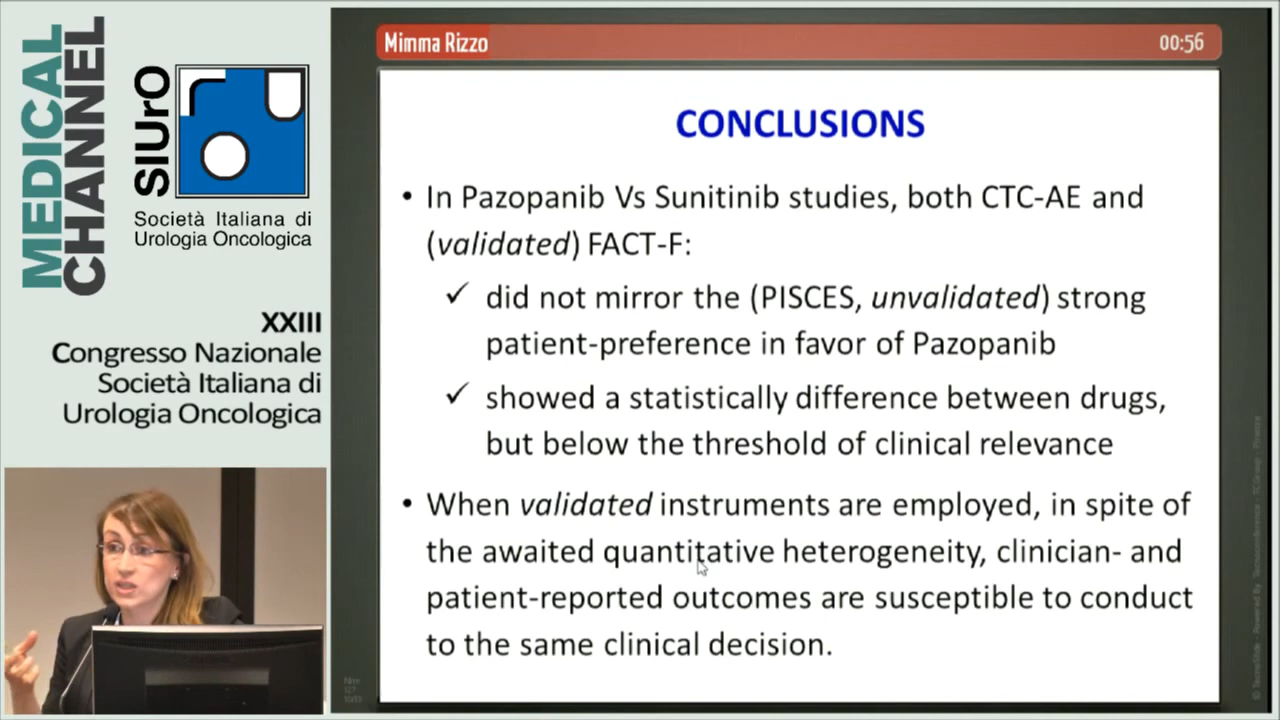 MEDICAL
CHANNEL
SIUrO
Società Italiana di
Urologia Oncologica
XXIII
Congresso Nazionale
Società Italiana di
Urologia Oncologica
Mimma Rizzo
00:56
CONCLUSIONS
• In Pazopanib Vs Sunitinib studies, both CTC-AE and
(validated) FACT-F:
✓ did not mirror the (PISCES, unvalidated) strong
patient-preference in favor of Pazopanib
✓ showed a statistically difference between drugs,
but below the threshold of clinical relevance
• When validated instruments are employed, in spite of
the awaited quantitative heterogeneity, clinician- and
patient-reported outcomes are susceptible to conduct
to the same clinical decision.